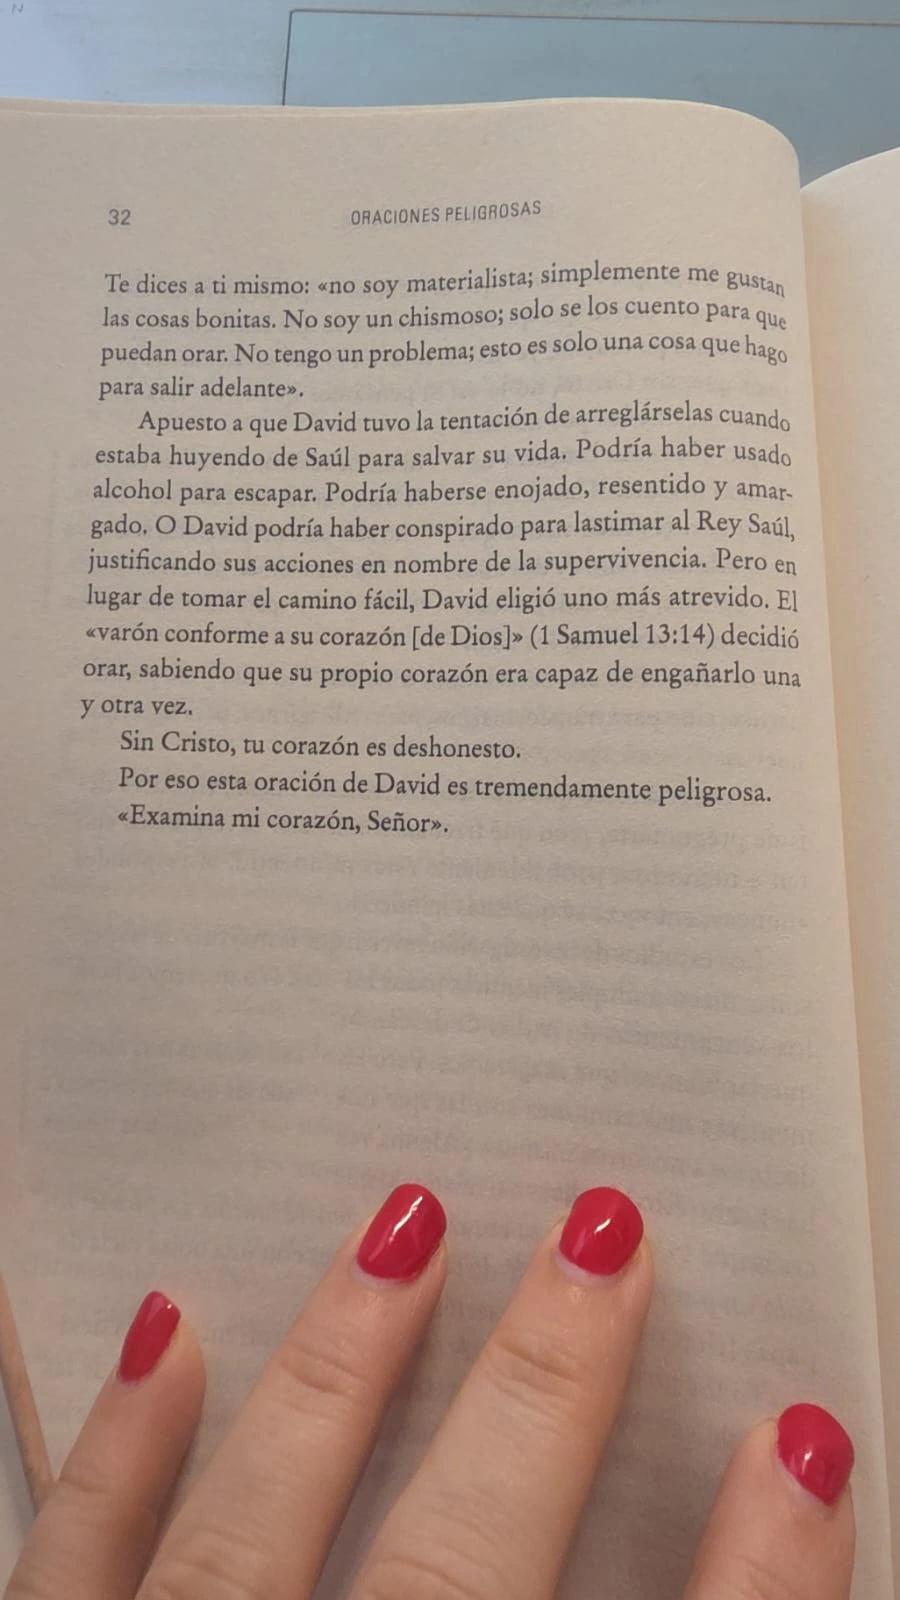 32 ORACIONES PELIGROSAS
Te dices a ti mismo: «no soy materialista; simplemente me gustan
las cosas bonitas. No soy un chismoso; solo se los cuento para que
puedan orar. No tengo un problema; esto es solo una cosa que hago
para salir adelante».
Apuesto a que David tuvo la tentación de arreglárselas cuando
estaba huyendo de Saúl para salvar su vida. Podría haber usado
alcohol para escapar. Podría haberse enojado, resentido y amar-
gado. O David podría haber conspirado para lastimar al Rey Saúl,
justificando sus acciones en nombre de la supervivencia. Pero en
lugar de tomar el camino fácil, David eligió uno más atrevido. El
«varón conforme a su corazón [de Dios]» (1 Samuel 13:14) decidió
orar, sabiendo que su propio corazón era capaz de engañarlo una
y otra vez.
Sin Cristo, tu corazón es deshonesto.
Por eso esta oración de David es tremendamente peligrosa.
«Examina mi corazón, Señor».